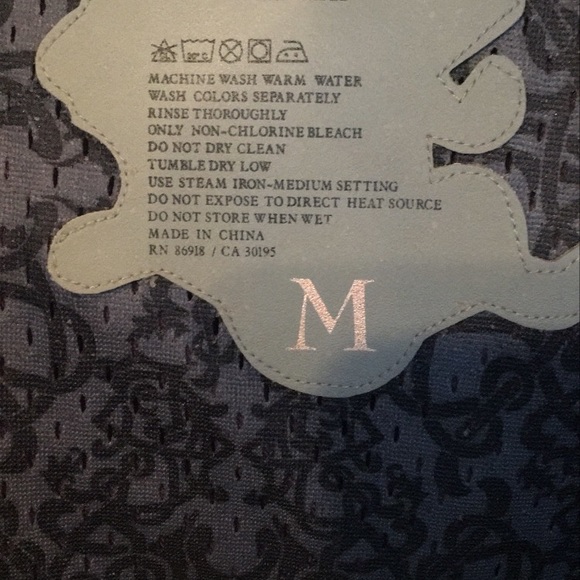 MACHINE WASH WARM WATER
WASH COLORS SEPARATELY
RINSE THOROUGHLY
ONLY NON-CHLORINE BLEACH
DO NOT DRY CLEAN
TUMBLE DRY LOW
USE STEAM IRON-MEDIUM SETTING
DO NOT EXPOSE TO DIRECT HEAT SOURCE
DO NOT STORE WHEN WET
MADE IN CHINA
RN 86918 / CA 30195
M